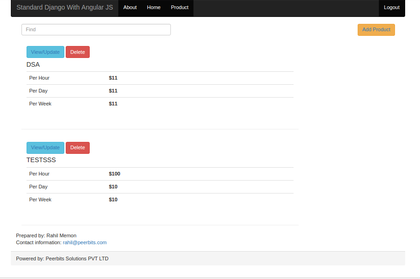 Standard Django With Angular JS About Home Product Logout
Find Add Product
View/Update Delete
DSA
Per Hour $11
Per Day $11
Per Week $11
View/Update Delete
TESTSSS
Per Hour $100
Per Day $10
Per Week $10
Prepared by: Rahil Memon
Contact information: rahil@peerbits.com
Powered by: Peerbits Solutions PVT LTD